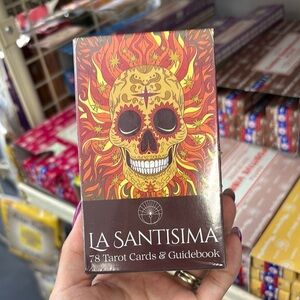 LA SANTISIMA
78 Tarot Cards & Guidebook